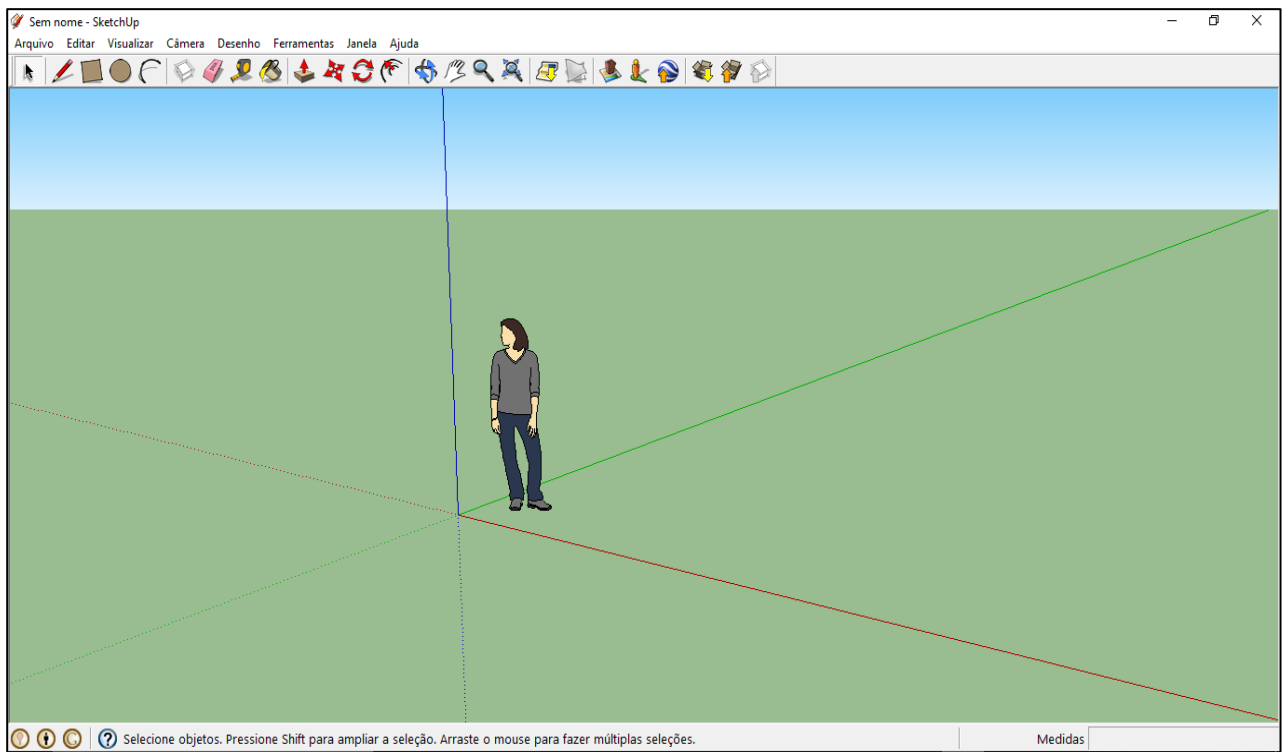 Sem nome - SketchUp
Arquivo Editar Visualizar Câmera Desenho Ferramentas Janela Ajuda
Selecione objetos. Pressione Shift para ampliar a seleção. Arraste o mouse para fazer múltiplas seleções. Medidas